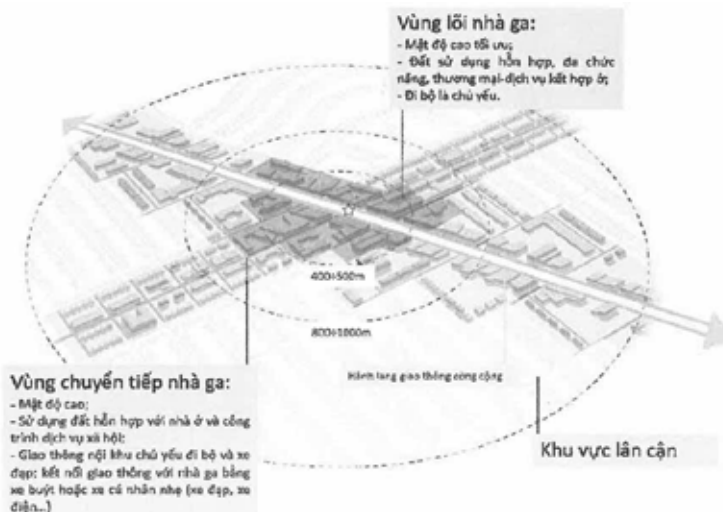 Vùng lõi nhà ga:
- Mật độ cao tối ưu;
- Đất sử dụng hỗn hợp, đa chức
năng, thương mại-dịch vụ kết hợp ở;
- Đi bộ là chủ yếu.
400÷500m
800÷1000m
Hành lang giao thông công cộng
Vùng chuyển tiếp nhà ga:
- Mật độ cao;
- Sử dụng đất hỗn hợp với nhà ở và công
trình dịch vụ xã hội;
- Giao thông nội khu chủ yếu đi bộ và xe
đạp; kết nối giao thông với nhà ga bằng
xe buýt hoặc xe cá nhân nhẹ (xe đạp, xe
điện...)
Khu vực lân cận